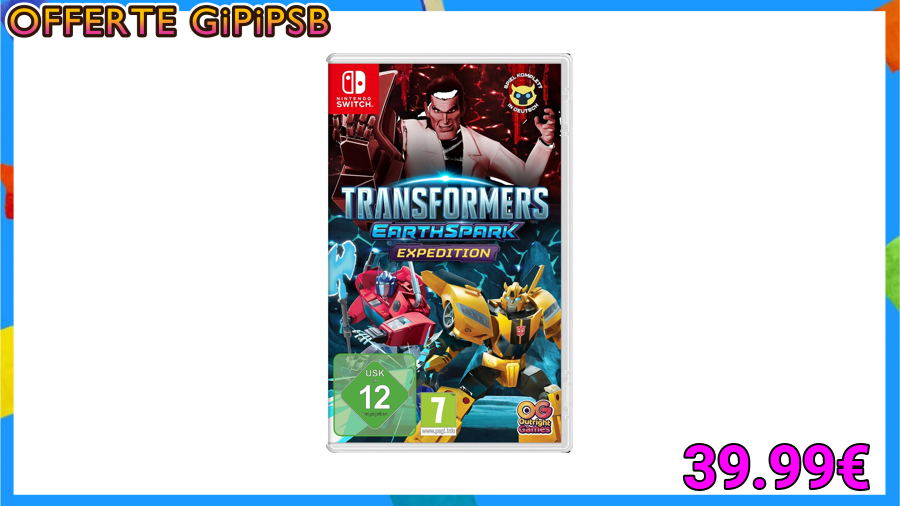 OFFERTE GiPiPSB
NINTENDO
SWITCH.
SPIEL KOMPLETT
IN DEUTSCH
TRANSFORMERS
EARTHSPARK
EXPEDITION
USK
12
7
www.pegi.info
OG
Outright
Games
39.99€